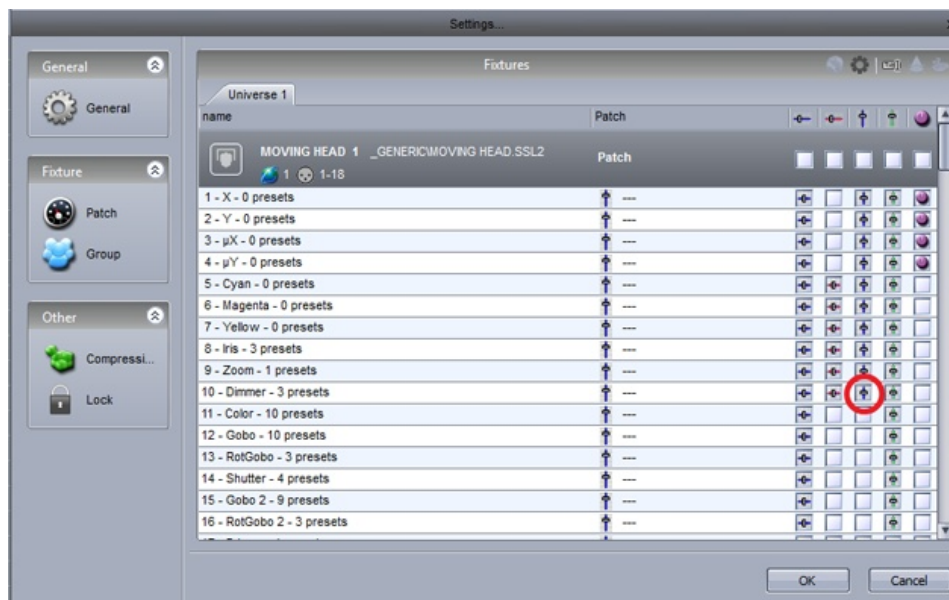 Settings...
General
General
Fixture
Patch
Group
Other
Compressi...
Lock
Fixtures
Universe 1
name Patch
MOVING HEAD 1 _GENERIC\MOVING HEAD.SSL2 Patch
1 1-18
1 - X - 0 presets ---
2 - Y - 0 presets ---
3 - µX - 0 presets ---
4 - µY - 0 presets ---
5 - Cyan - 0 presets ---
6 - Magenta - 0 presets ---
7 - Yellow - 0 presets ---
8 - Iris - 3 presets ---
9 - Zoom - 1 presets ---
10 - Dimmer - 3 presets ---
11 - Color - 10 presets ---
12 - Gobo - 10 presets ---
13 - RotGobo - 3 presets ---
14 - Shutter - 4 presets ---
15 - Gobo 2 - 9 presets ---
16 - RotGobo 2 - 3 presets ---
OK Cancel